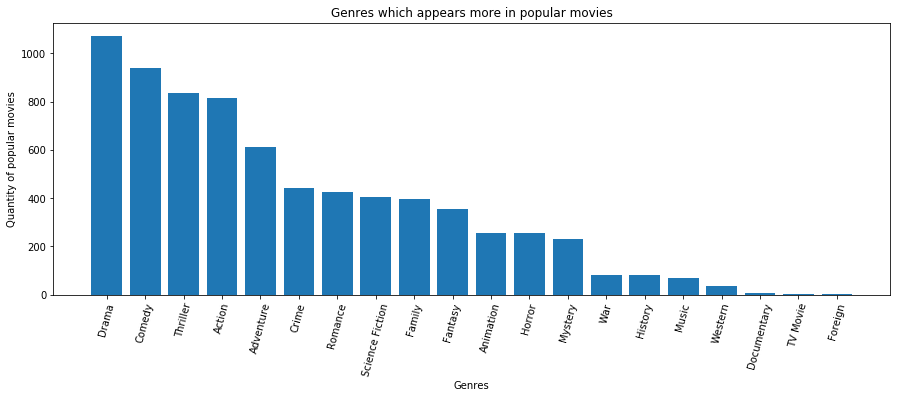 Genres which appears more in popular movies
Quantity of popular movies
1000
800
600
400
200
0
Drama
Comedy
Thriller
Action
Adventure
Crime
Romance
Science Fiction
Family
Fantasy
Animation
Horror
Mystery
War
History
Music
Western
Documentary
TV Movie
Foreign
Genres